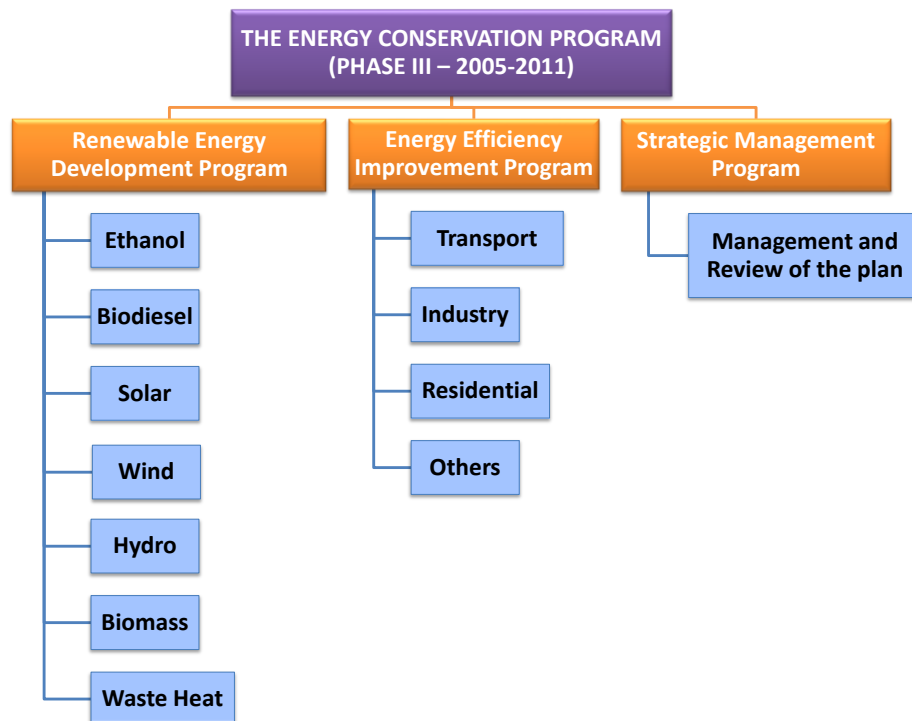 THE ENERGY CONSERVATION PROGRAM
(PHASE III – 2005-2011)
Renewable Energy
Development Program
Energy Efficiency
Improvement Program
Strategic Management
Program
Ethanol
Biodiesel
Solar
Wind
Hydro
Biomass
Waste Heat
Transport
Industry
Residential
Others
Management and
Review of the plan